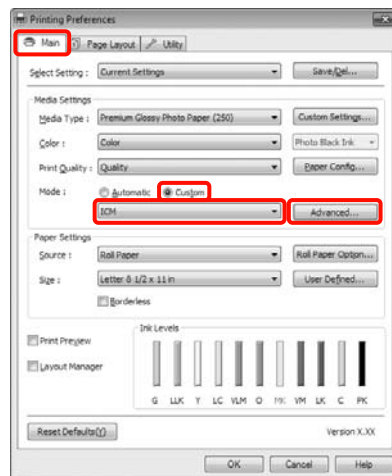 Printing Preferences
Main Page Layout Utility
Select Setting : Current Settings Save/Del...
Media Settings
Media Type : Premium Glossy Photo Paper (250) Custom Settings...
Color : Color Photo Black Ink
Print Quality : Quality Paper Config...
Mode : Automatic Custom
ICM Advanced...
Paper Settings
Source : Roll Paper Roll Paper Option...
Size : Letter 8 1/2 x 11 in User Defined...
Borderless
Print Preview
Layout Manager
Ink Levels
G LLK Y LC VLM O MK VM LK C PK
Reset Defaults(Y) Version X.XX
OK Cancel Help